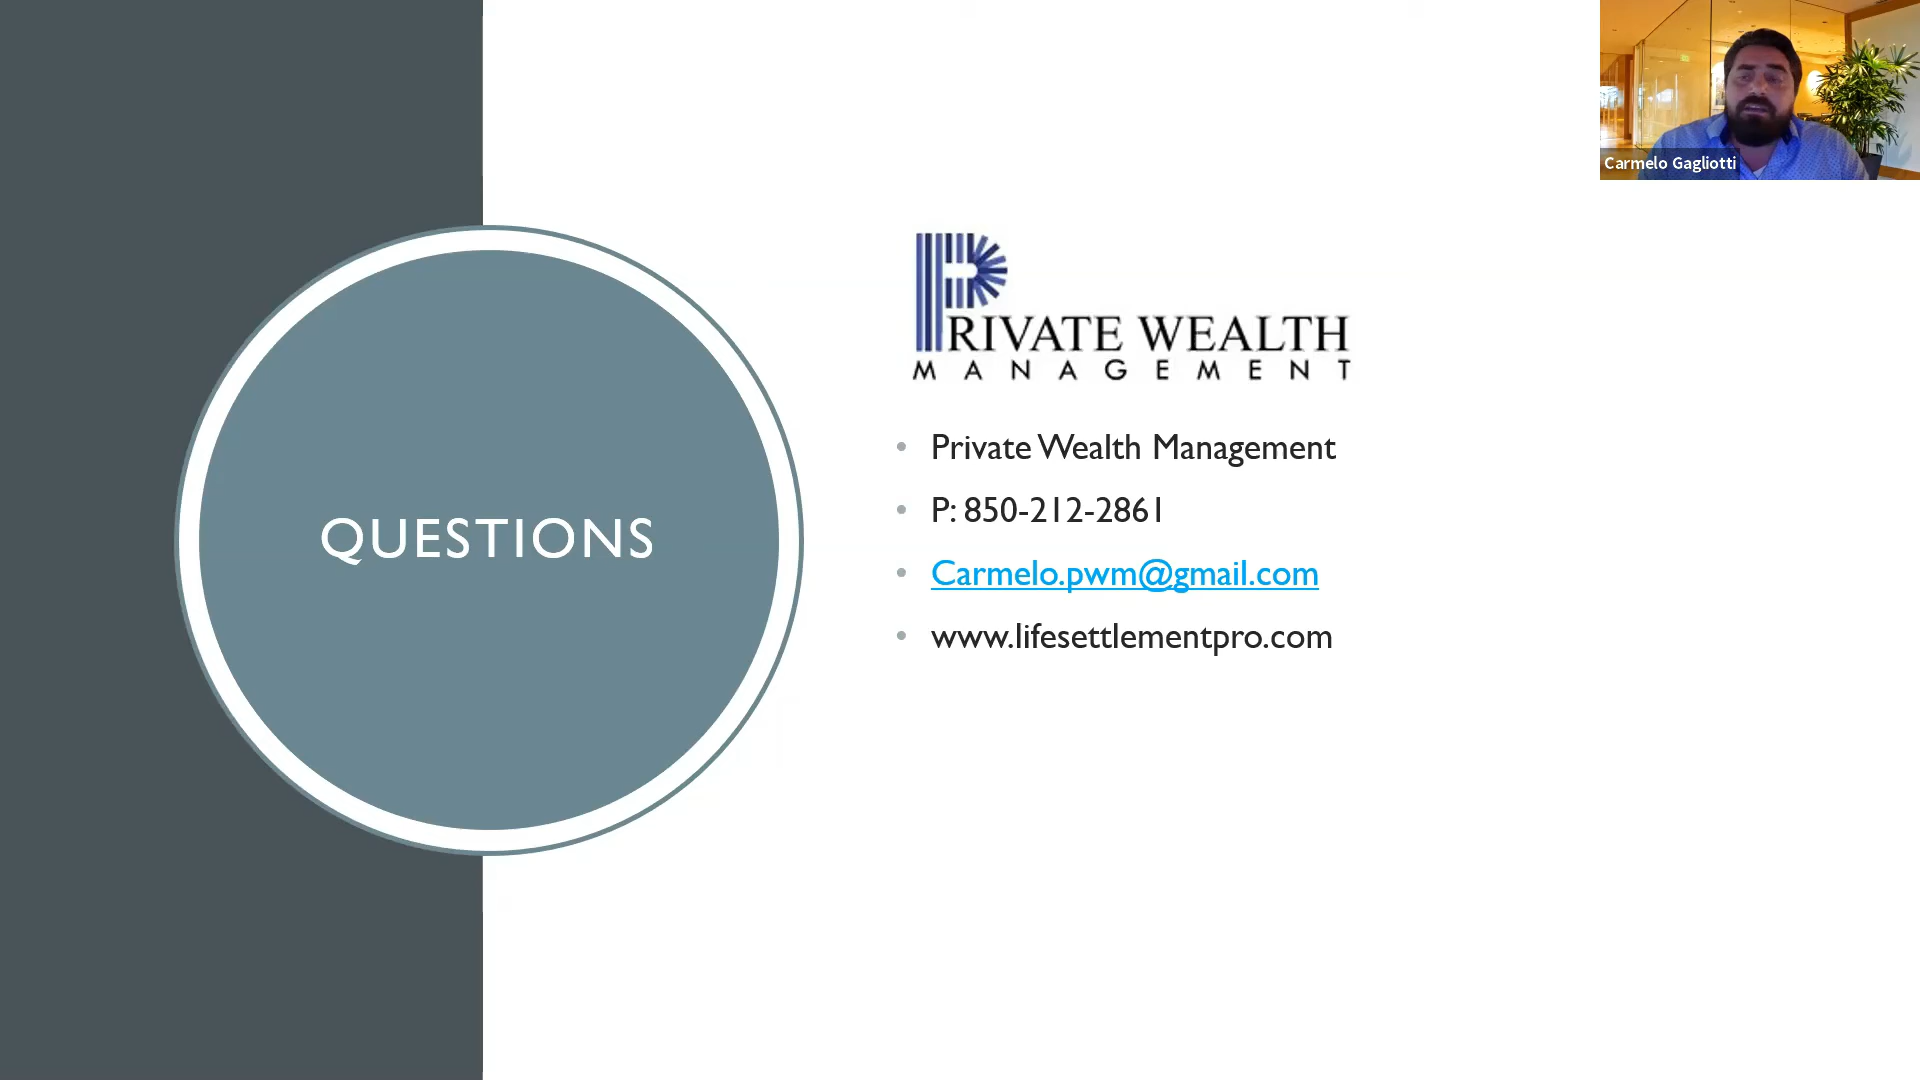 Carmelo Gagliotti
PRIVATE WEALTH
MANAGEMENT
QUESTIONS
• Private Wealth Management
• P: 850-212-2861
• Carmelo.pwm@gmail.com
• www.lifesettlementpro.com